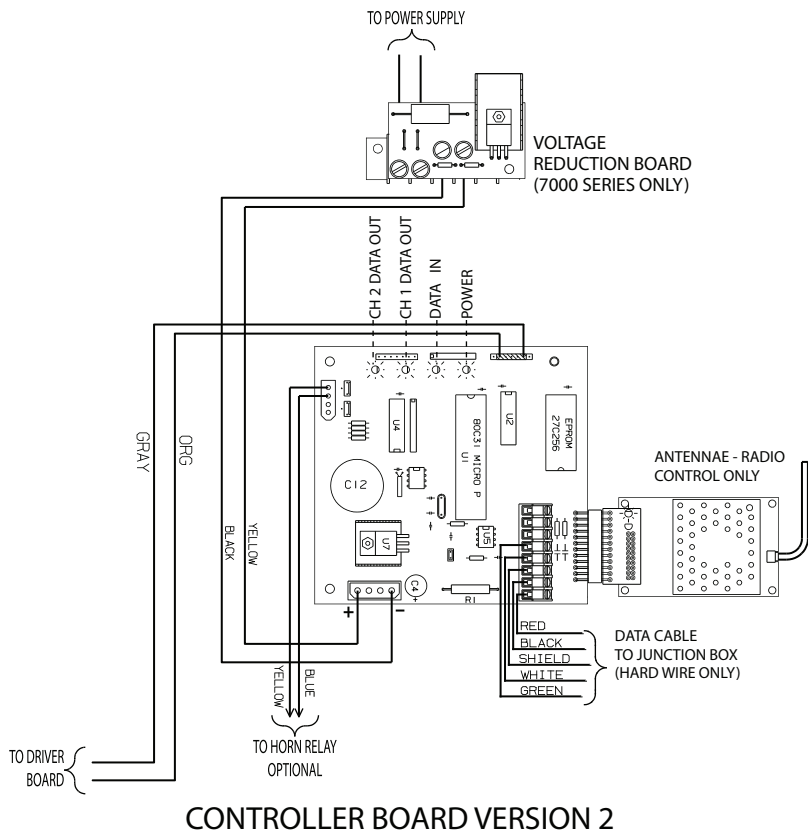 TO POWER SUPPLY
VOLTAGE
REDUCTION BOARD
(7000 SERIES ONLY)
CH 2 DATA OUT
CH 1 DATA OUT
DATA IN
POWER
GRAY
ORG
BLACK
YELLOW
U4
80C31 MICRO P
U1
U2
EPROM
27C256
C12
U7
U5
C4
+
R1
+
-
ANTENNAE - RADIO
CONTROL ONLY
D
RED
BLACK
SHIELD
WHITE
GREEN
DATA CABLE
TO JUNCTION BOX
(HARD WIRE ONLY)
YELLOW
BLUE
TO HORN RELAY
OPTIONAL
TO DRIVER
BOARD
CONTROLLER BOARD VERSION 2